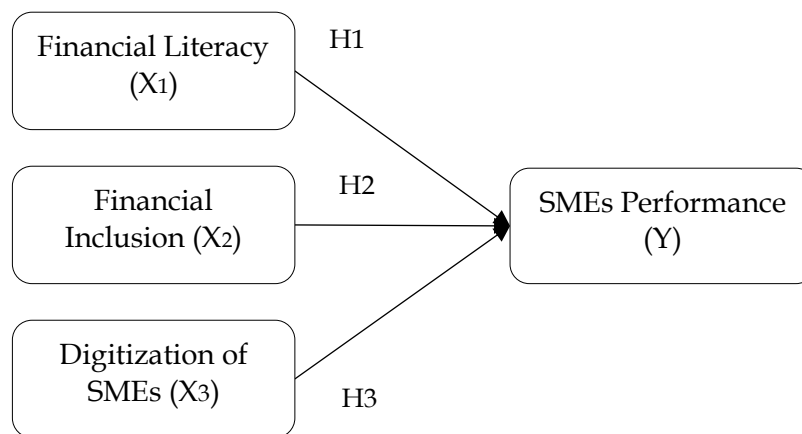 Financial Literacy
(X1)
H1
Financial
Inclusion (X2)
H2
SMEs Performance
(Y)
Digitization of
SMEs (X3)
H3